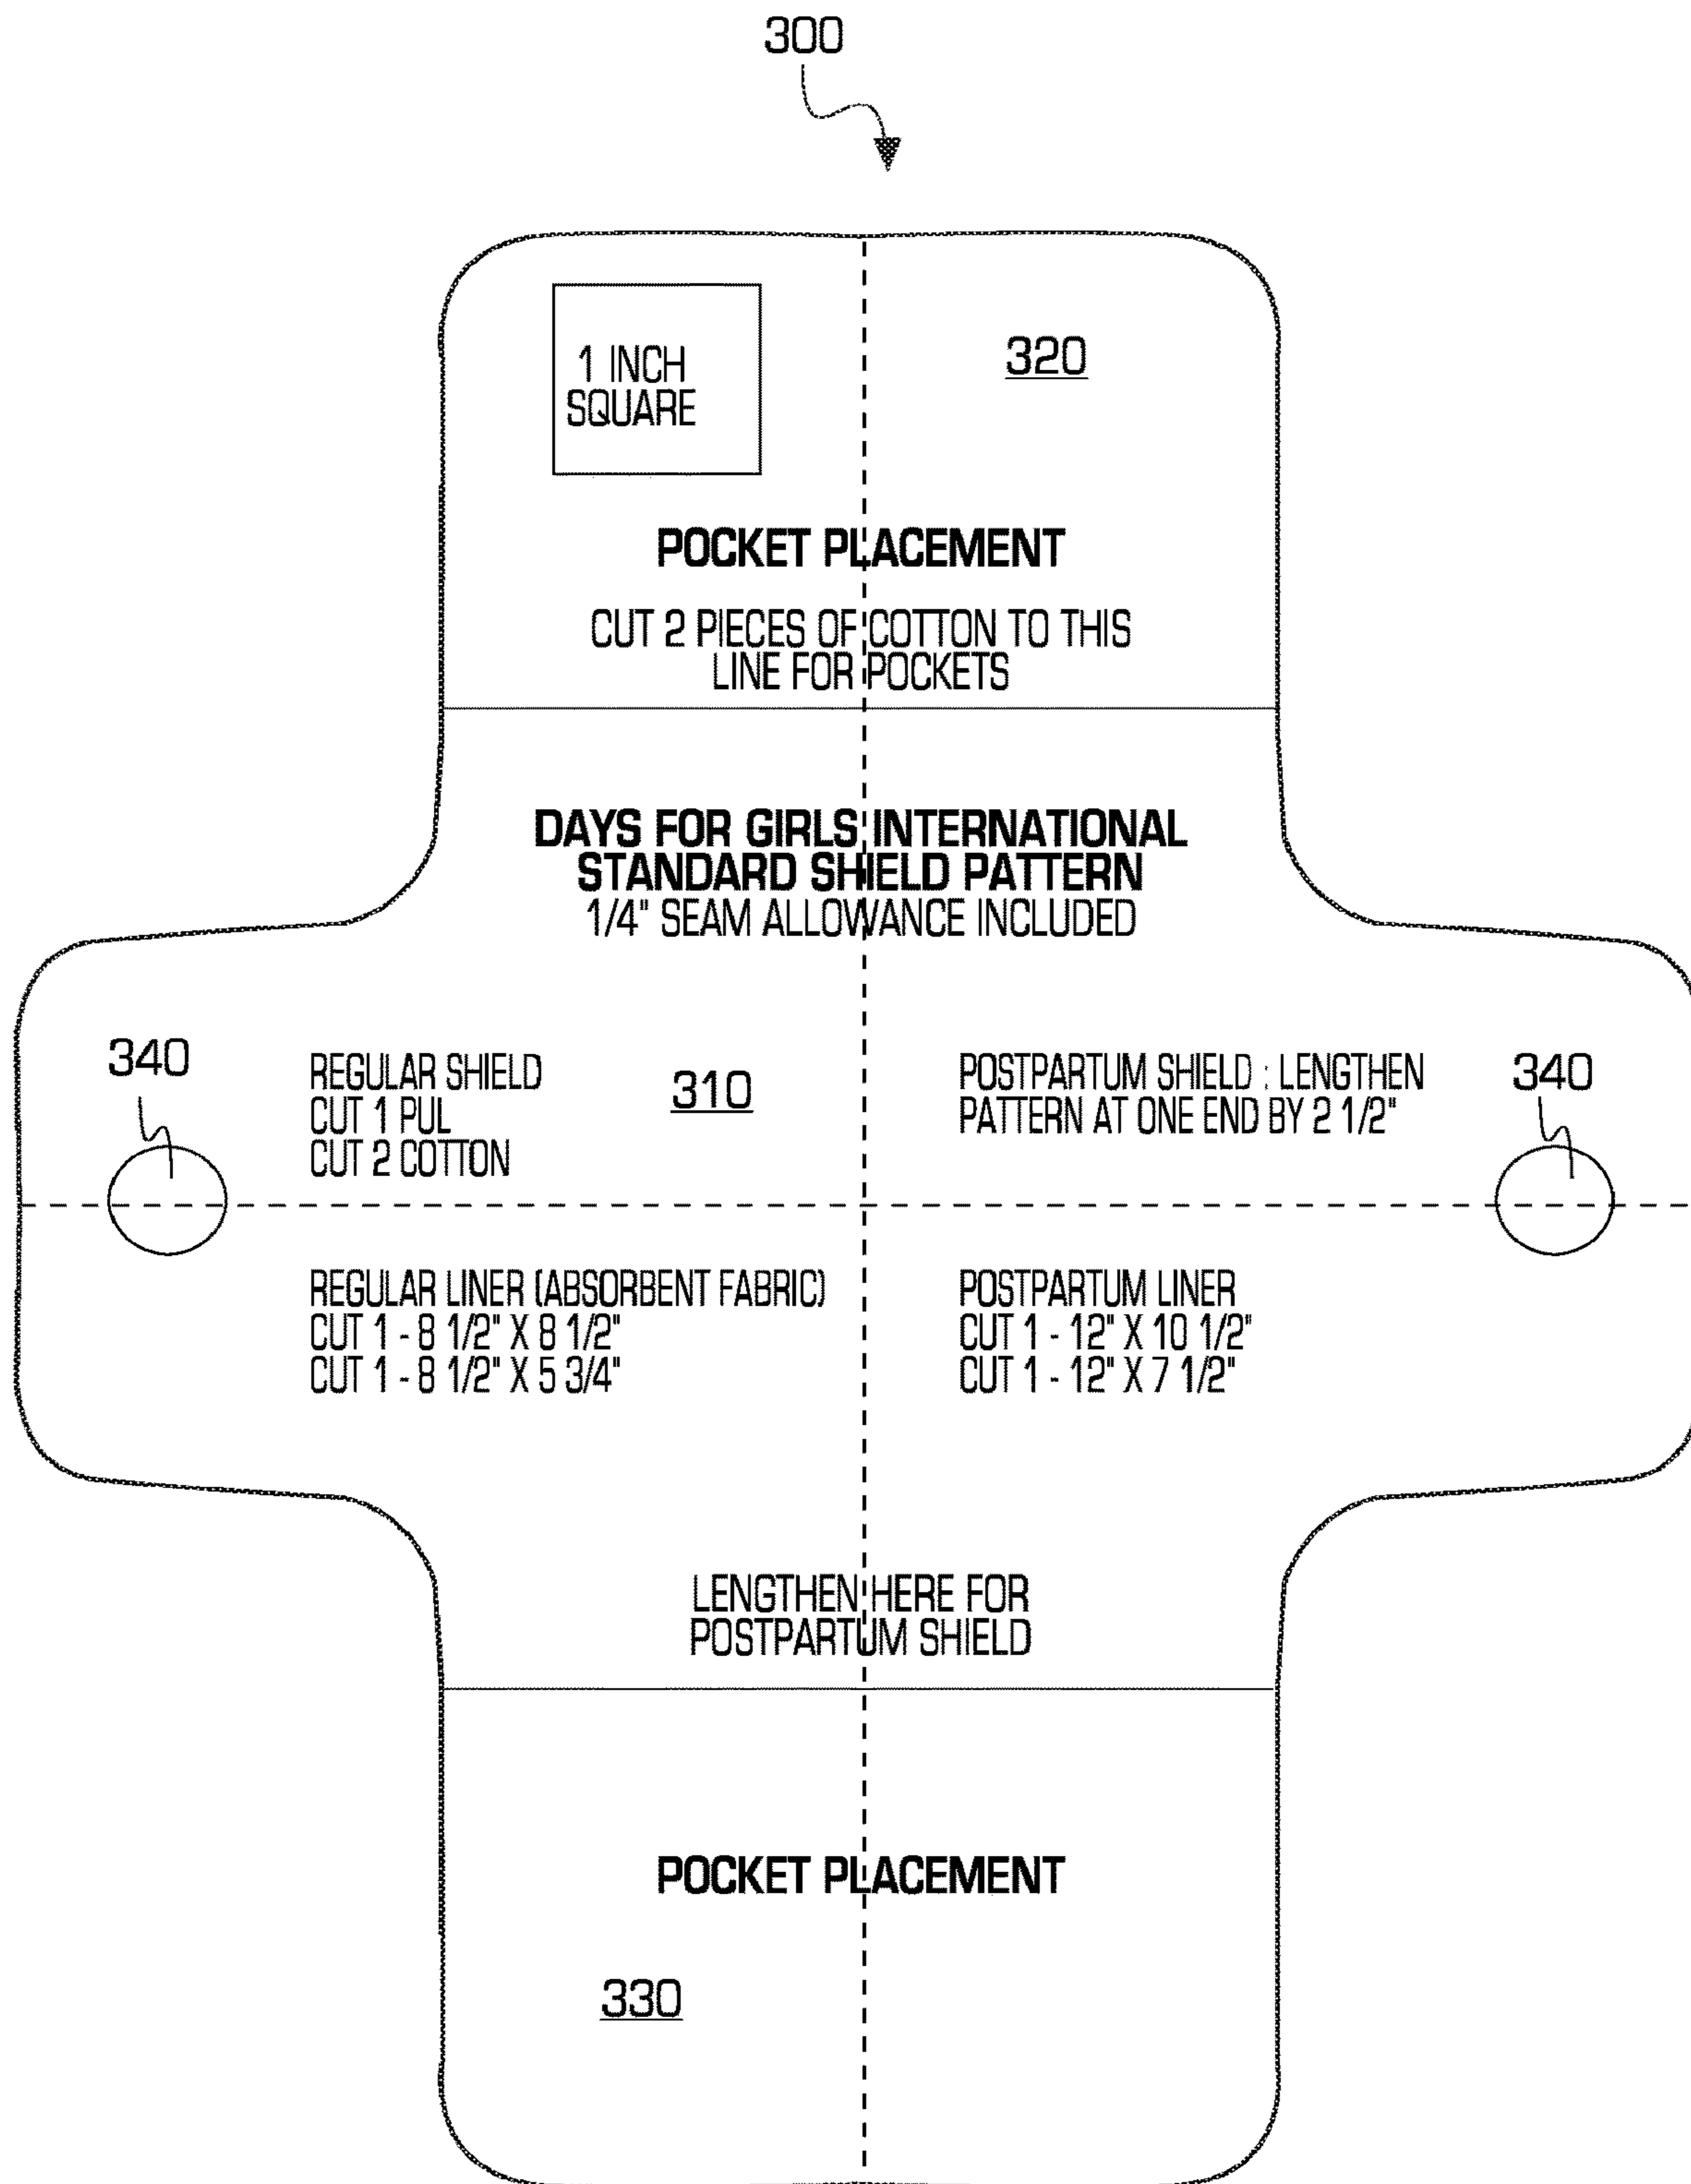 300
1 INCH
SQUARE
320
POCKET PLACEMENT
CUT 2 PIECES OF COTTON TO THIS
LINE FOR POCKETS
DAYS FOR GIRLS INTERNATIONAL
STANDARD SHIELD PATTERN
1/4" SEAM ALLOWANCE INCLUDED
340
REGULAR SHIELD
CUT 1 PUL
CUT 2 COTTON
310
POSTPARTUM SHIELD : LENGTHEN
PATTERN AT ONE END BY 2 1/2"
340
REGULAR LINER (ABSORBENT FABRIC)
CUT 1 - 8 1/2" X 8 1/2"
CUT 1 - 8 1/2" X 5 3/4"
POSTPARTUM LINER
CUT 1 - 12" X 10 1/2"
CUT 1 - 12" X 7 1/2"
LENGTHEN HERE FOR
POSTPARTUM SHIELD
POCKET PLACEMENT
330